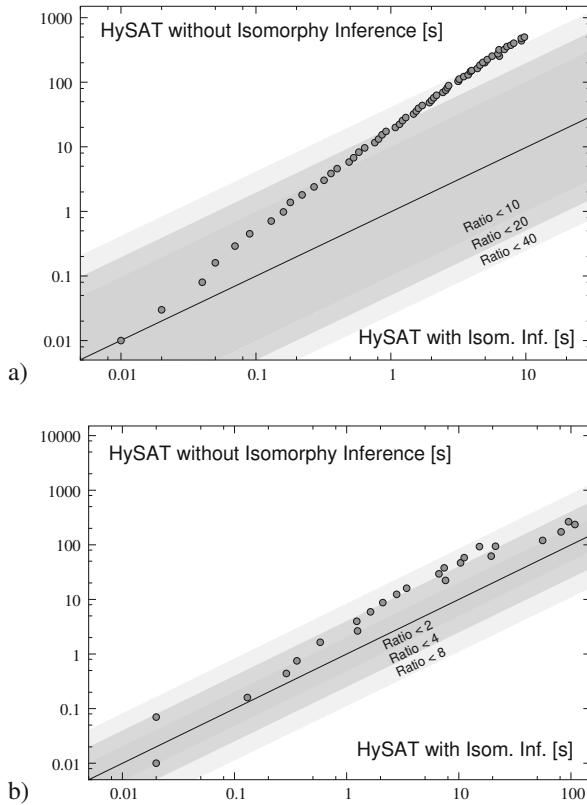 1000
HySAT without Isomorphy Inference [s]
100
10
1
Ratio < 10
Ratio < 20
Ratio < 40
0.1
0.01
HySAT with Isom. Inf. [s]
a)
0.01 0.1 1 10
10000
HySAT without Isomorphy Inference [s]
1000
100
10
Ratio < 2
Ratio < 4
Ratio < 8
1
0.1
0.01
HySAT with Isom. Inf. [s]
b)
0.01 0.1 1 10 100